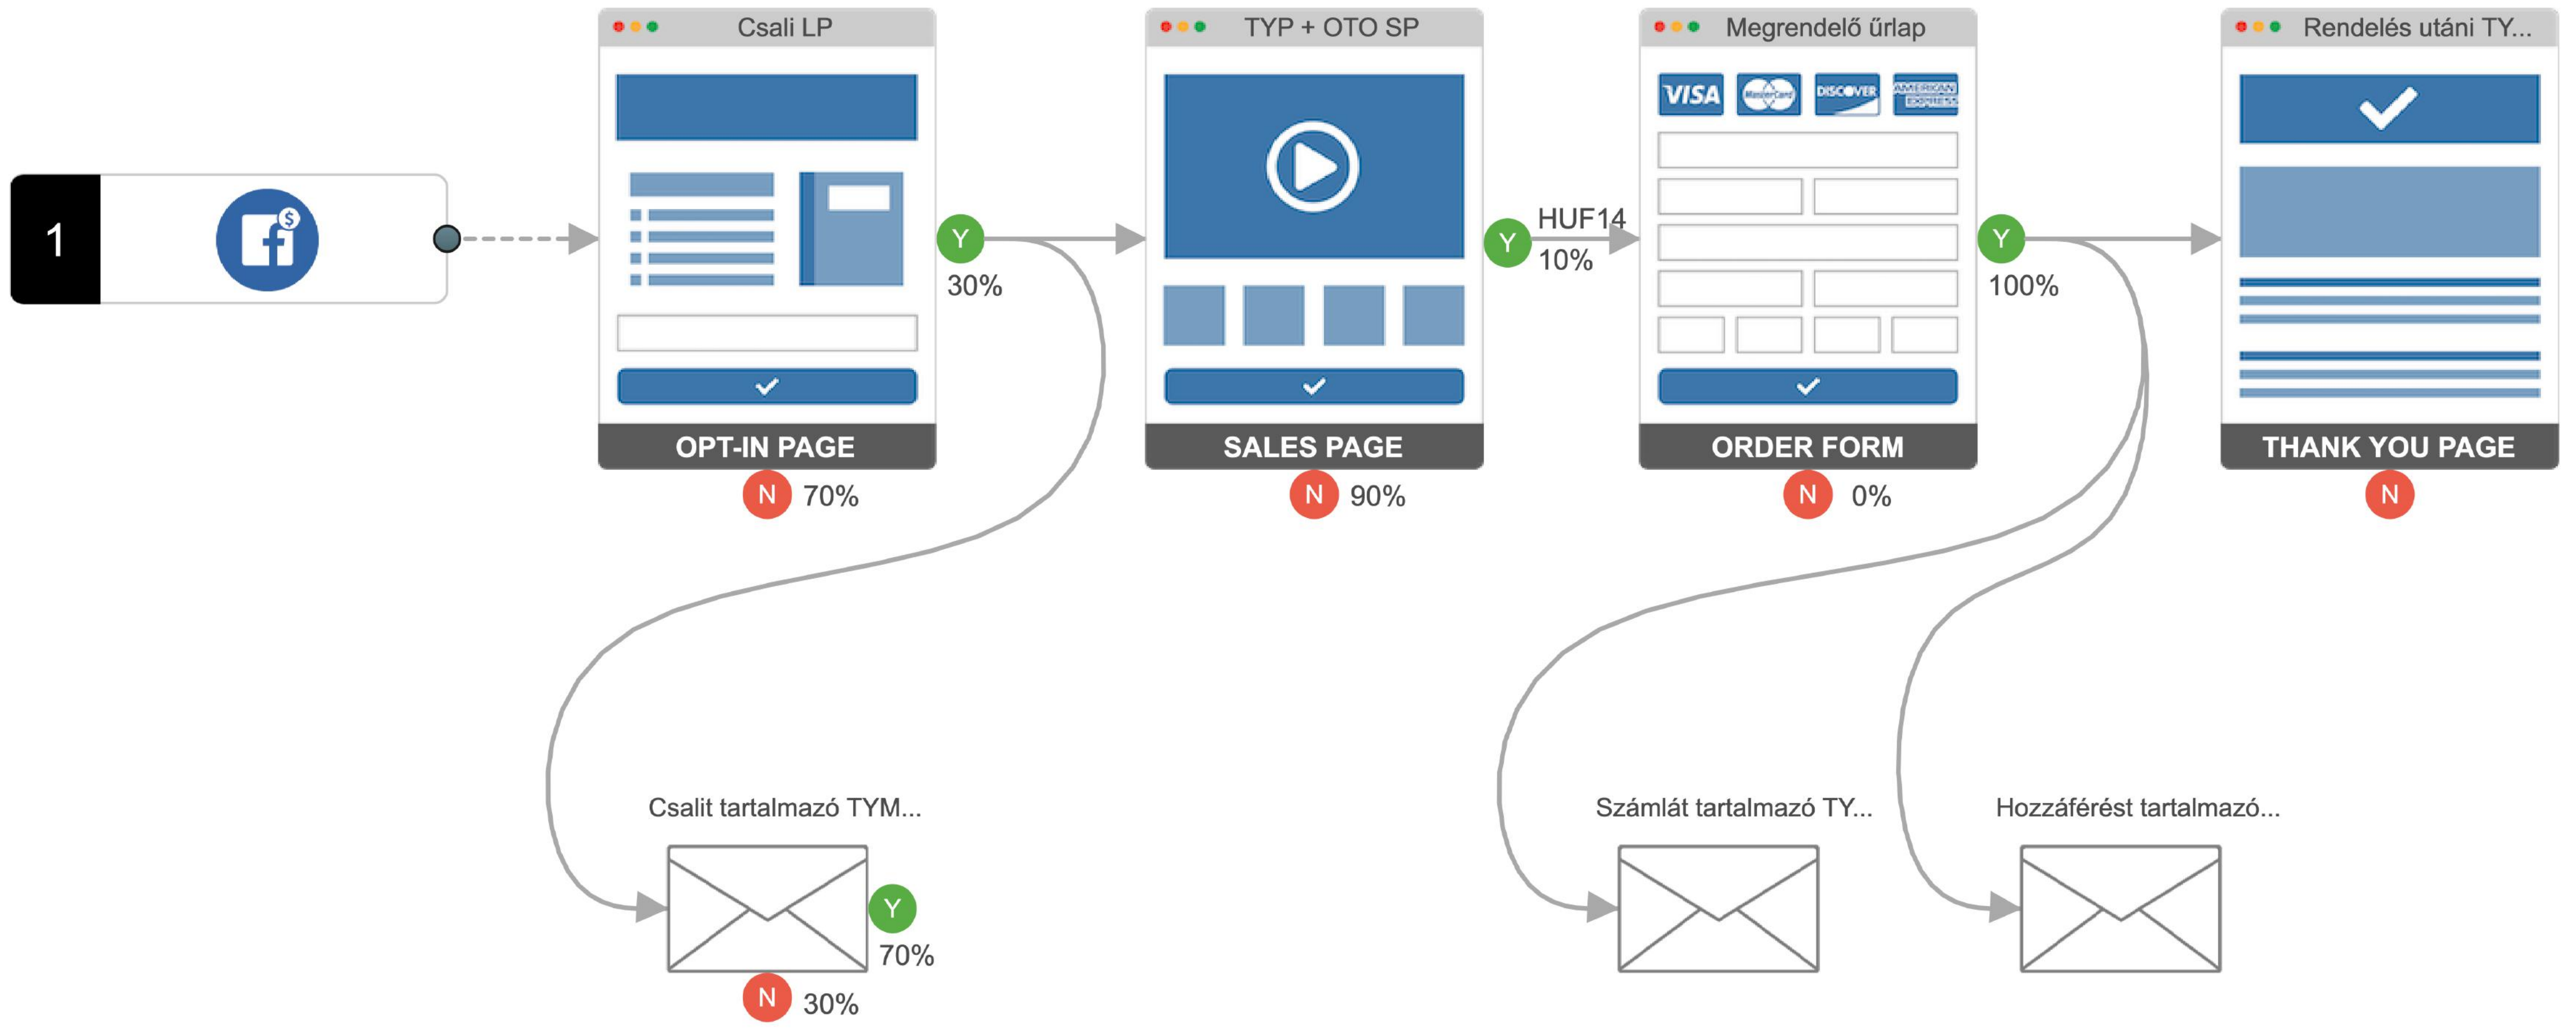 Csali LP
TYP + OTO SP
Megrendelő űrlap
Rendelés utáni TY...
VISA
MasterCard
DISCOVER
AMERICAN
EXPRESS
1
f
$
Y
30%
Y
HUF14
10%
Y
100%
OPT-IN PAGE
SALES PAGE
ORDER FORM
THANK YOU PAGE
N 70%
N 90%
N 0%
N
Csalit tartalmazó TYM...
Számlát tartalmazó TY...
Hozzáférést tartalmazó...
Y
70%
N 30%